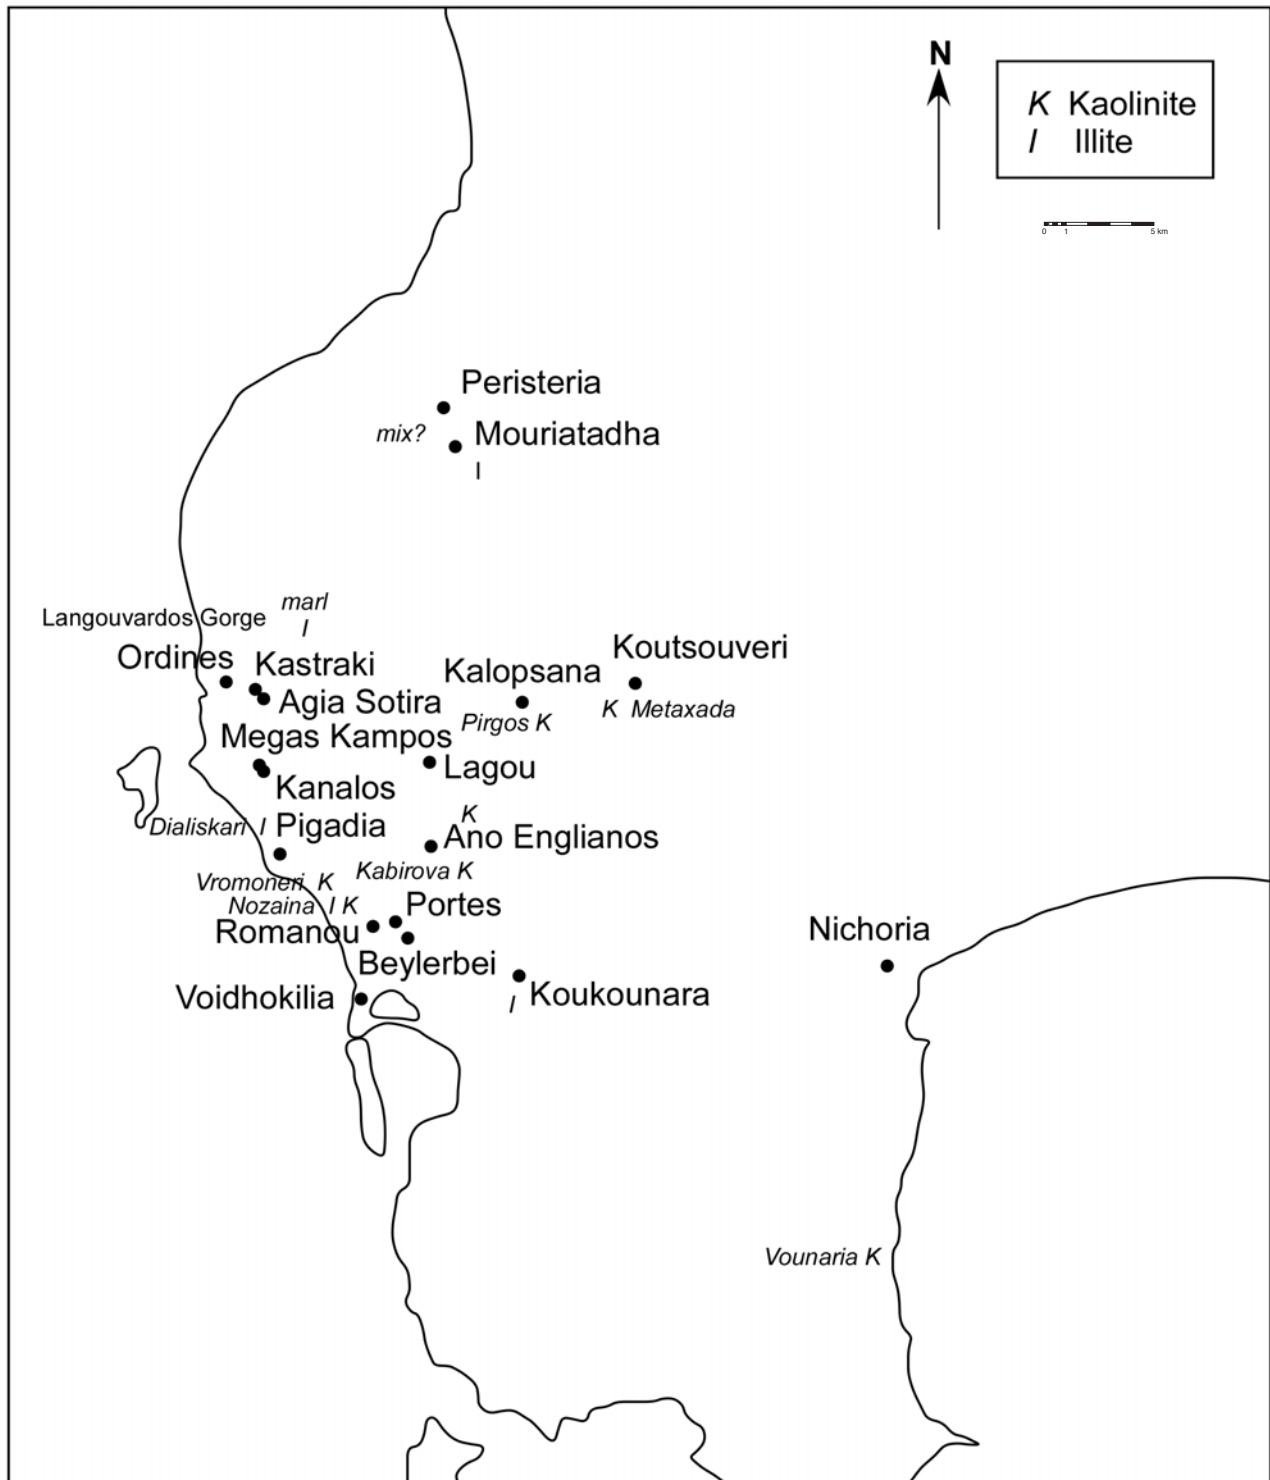 N
K Kaolinite
I Illite
0 1 5 km
Peristeria
mix?
Mouriatadha
I
marl
Langouvardos Gorge
I
Koutsouveri
Ordines
Kastraki
Kalopsana
Agia Sotira
K Metaxada
Pirgos K
Megas Kampos
Lagou
Kanalos
K
Dialiskari I
Pigadia
Ano Englianos
Kabirova K
Vromoneri K
Nozaina I K
Portes
Romanou
Nichoria
Beylerbei
Voidhokilia
I
Koukounara
Vounaria K